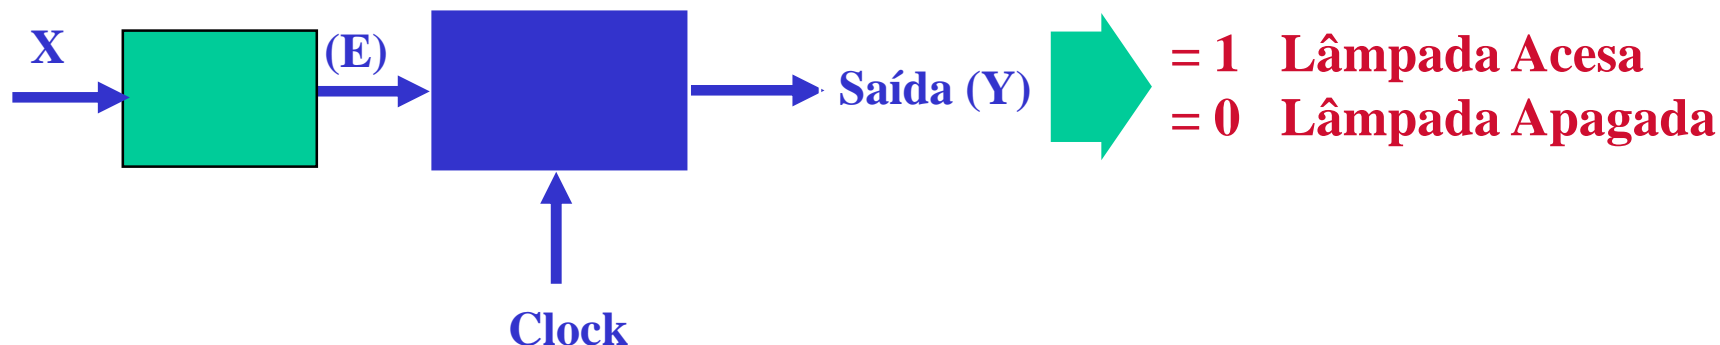 X
(E)
Saída (Y)
= 1 Lâmpada Acesa
= 0 Lâmpada Apagada
Clock